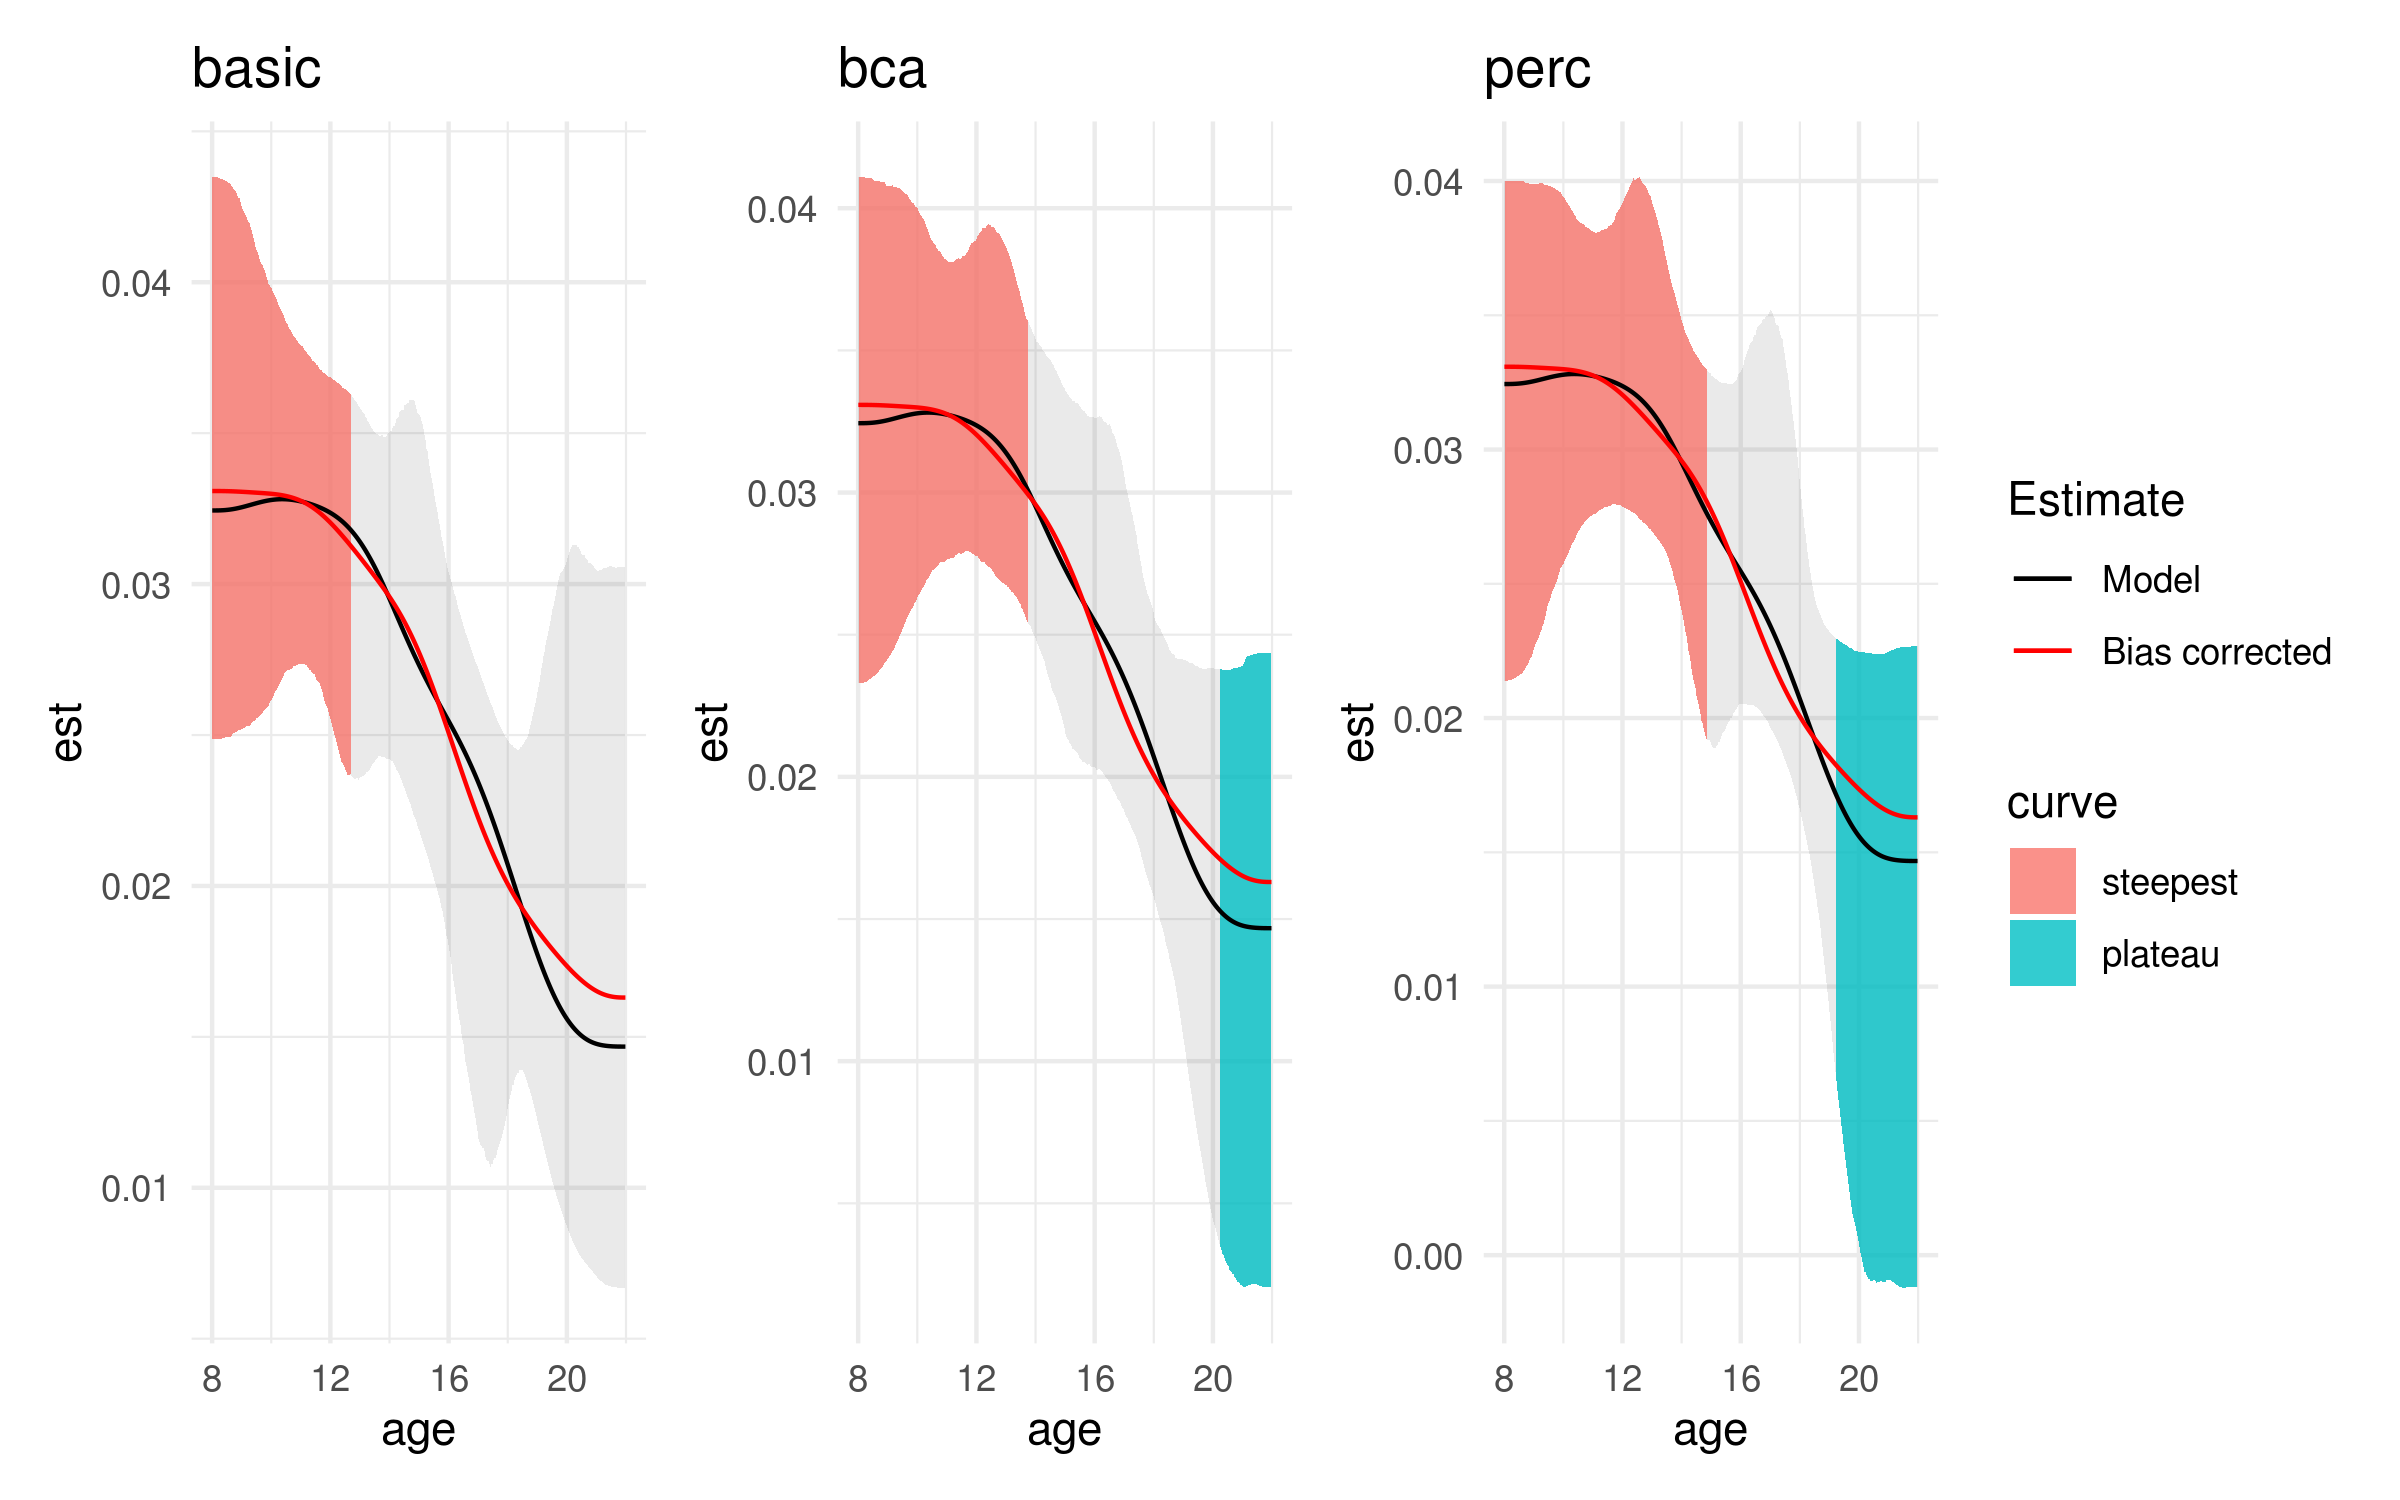 basic
0.04
0.03
0.02
0.01
est
8 12 16 20
age
bca
0.04
0.03
0.02
0.01
est
8 12 16 20
age
perc
0.04
0.03
0.02
0.01
0.00
est
8 12 16 20
age
Estimate
Model
Bias corrected
curve
steepest
plateau